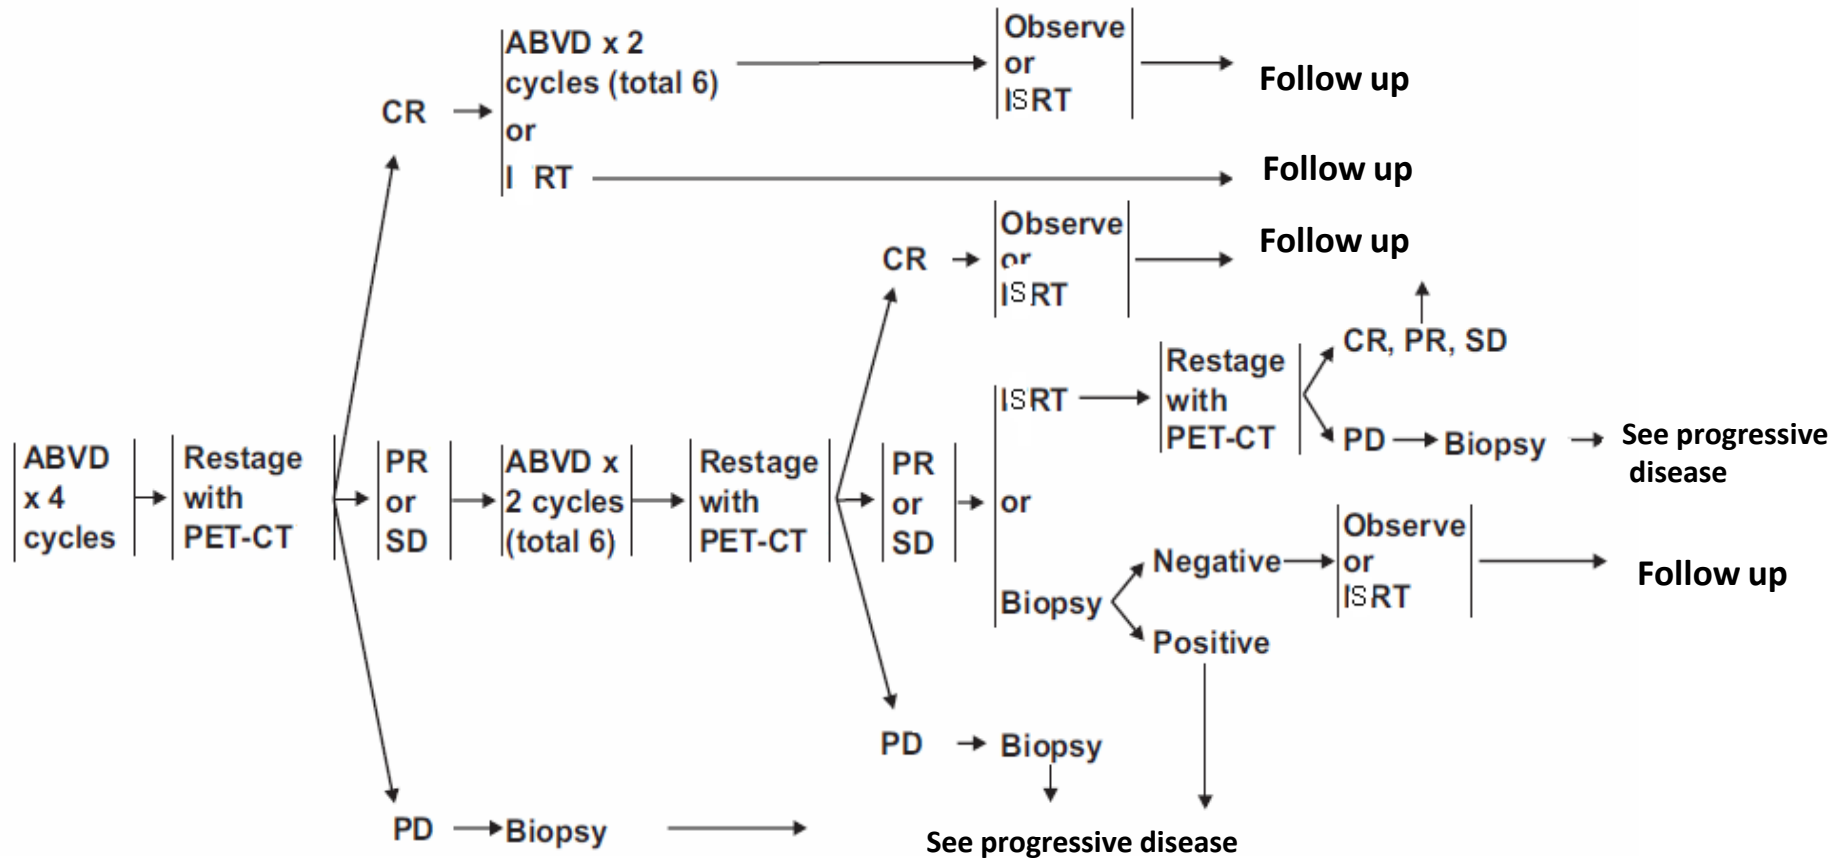 ABVD x 2
cycles (total 6)
or
I RT
CR
Observe
or
ISRT
Follow up
Follow up
CR
Observe
or
ISRT
Follow up
ABVD
x 4
cycles
Restage
with
PET-CT
PR
or
SD
ABVD x
2 cycles
(total 6)
Restage
with
PET-CT
PR
or
SD
ISRT
or
Biopsy
Restage
with
PET-CT
CR, PR, SD
PD
Biopsy
See progressive
disease
Negative
Positive
Observe
or
ISRT
Follow up
PD
Biopsy
PD
Biopsy
See progressive disease